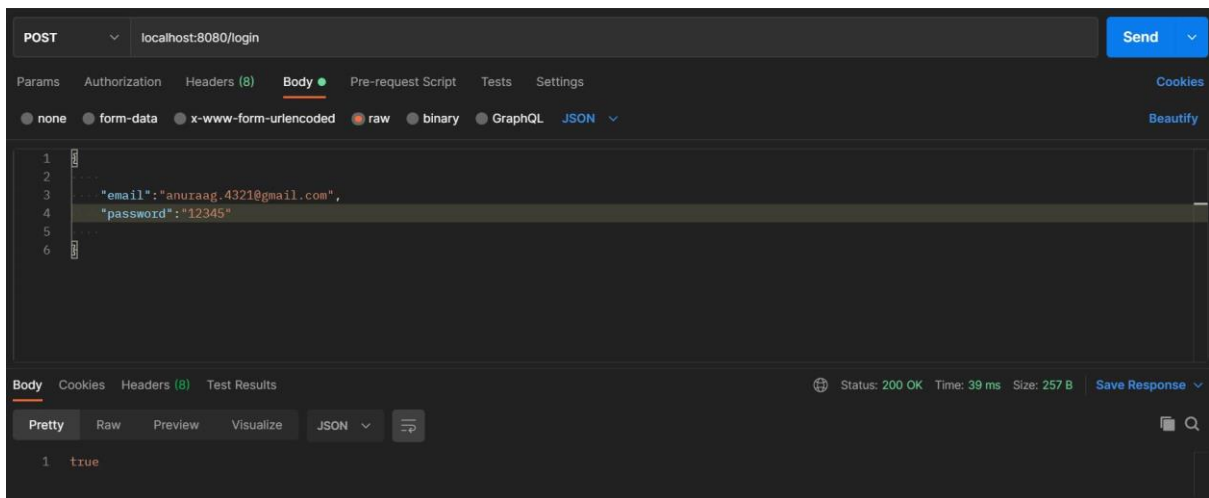 POST localhost:8080/login Send
Params Authorization Headers (8) Body Pre-request Script Tests Settings Cookies
none form-data x-www-form-urlencoded raw binary GraphQL JSON Beautify
1 {
2
3 "email":"anuraag.4321@gmail.com",
4 "password":"12345"
5
6 }
Body Cookies Headers (8) Test Results Status: 200 OK Time: 39 ms Size: 257 B Save Response
Pretty Raw Preview Visualize JSON
1 true